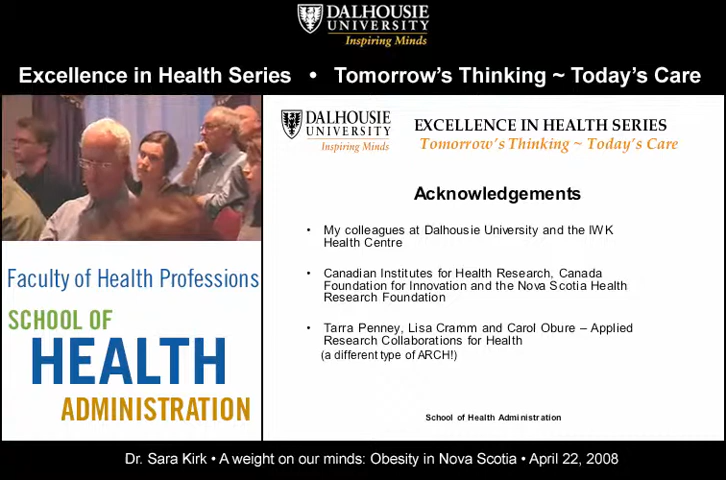 DALHOUSIE
UNIVERSITY
Inspiring Minds
Excellence in Health Series • Tomorrow's Thinking ~ Today's Care
DALHOUSIE
UNIVERSITY
Inspiring Minds
EXCELLENCE IN HEALTH SERIES
Tomorrow's Thinking ~ Today's Care
Acknowledgements
• My colleagues at Dalhousie University and the IWK
Health Centre
• Canadian Institutes for Health Research, Canada
Foundation for Innovation and the Nova Scotia Health
Research Foundation
• Tarra Penney, Lisa Cramm and Carol Obure – Applied
Research Collaborations for Health
(a different type of ARCH!)
School of Health Administration
Faculty of Health Professions
SCHOOL OF
HEALTH
ADMINISTRATION
Dr. Sara Kirk • A weight on our minds: Obesity in Nova Scotia • April 22, 2008